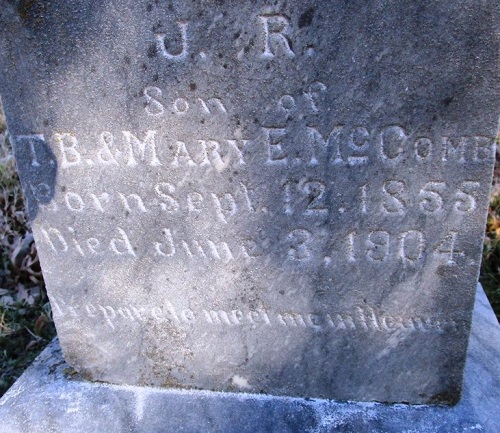 J. R.
Son of
T. B. & MARY E. McCOMB
Born Sept. 12. 1855
Died June 3. 1904.
Prepare to meet me in Heaven